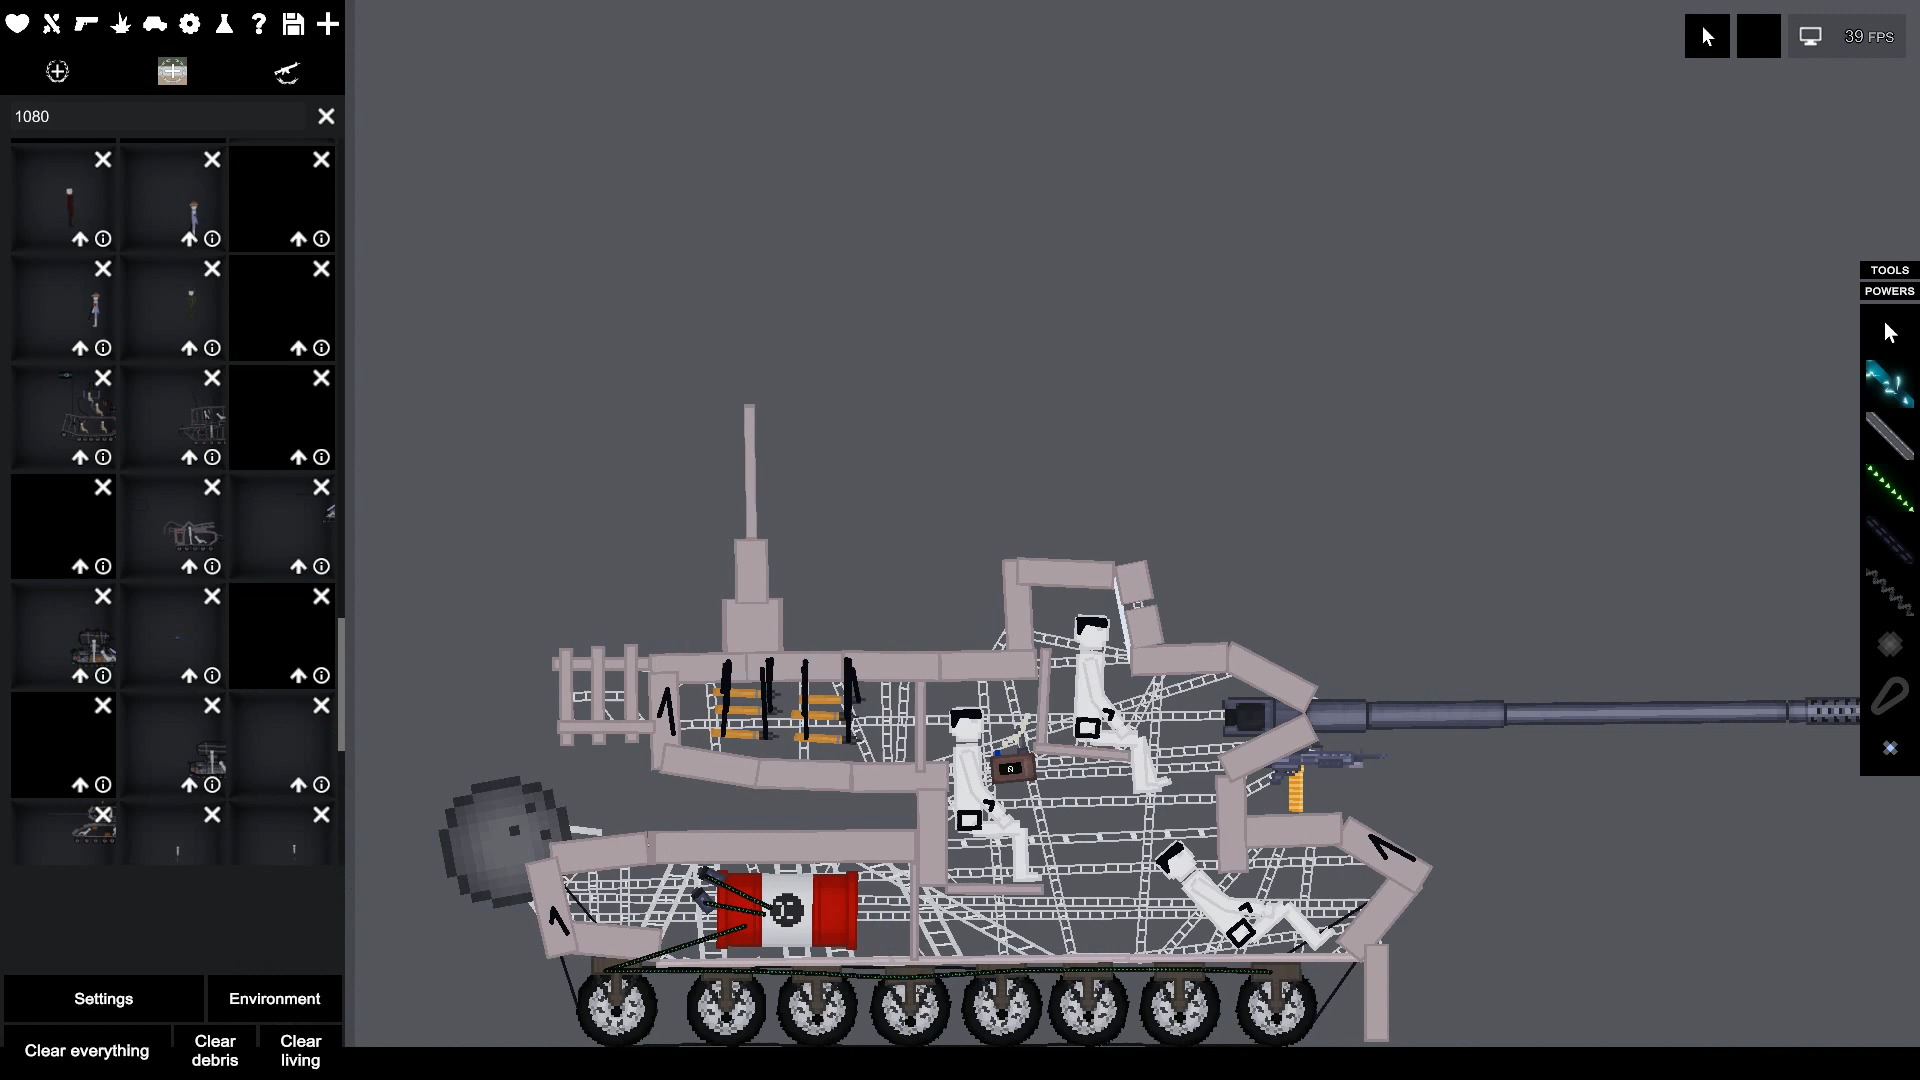 39 FPS
1080
TOOLS
POWERS
Settings
Environment
Clear everything
Clear debris
Clear living